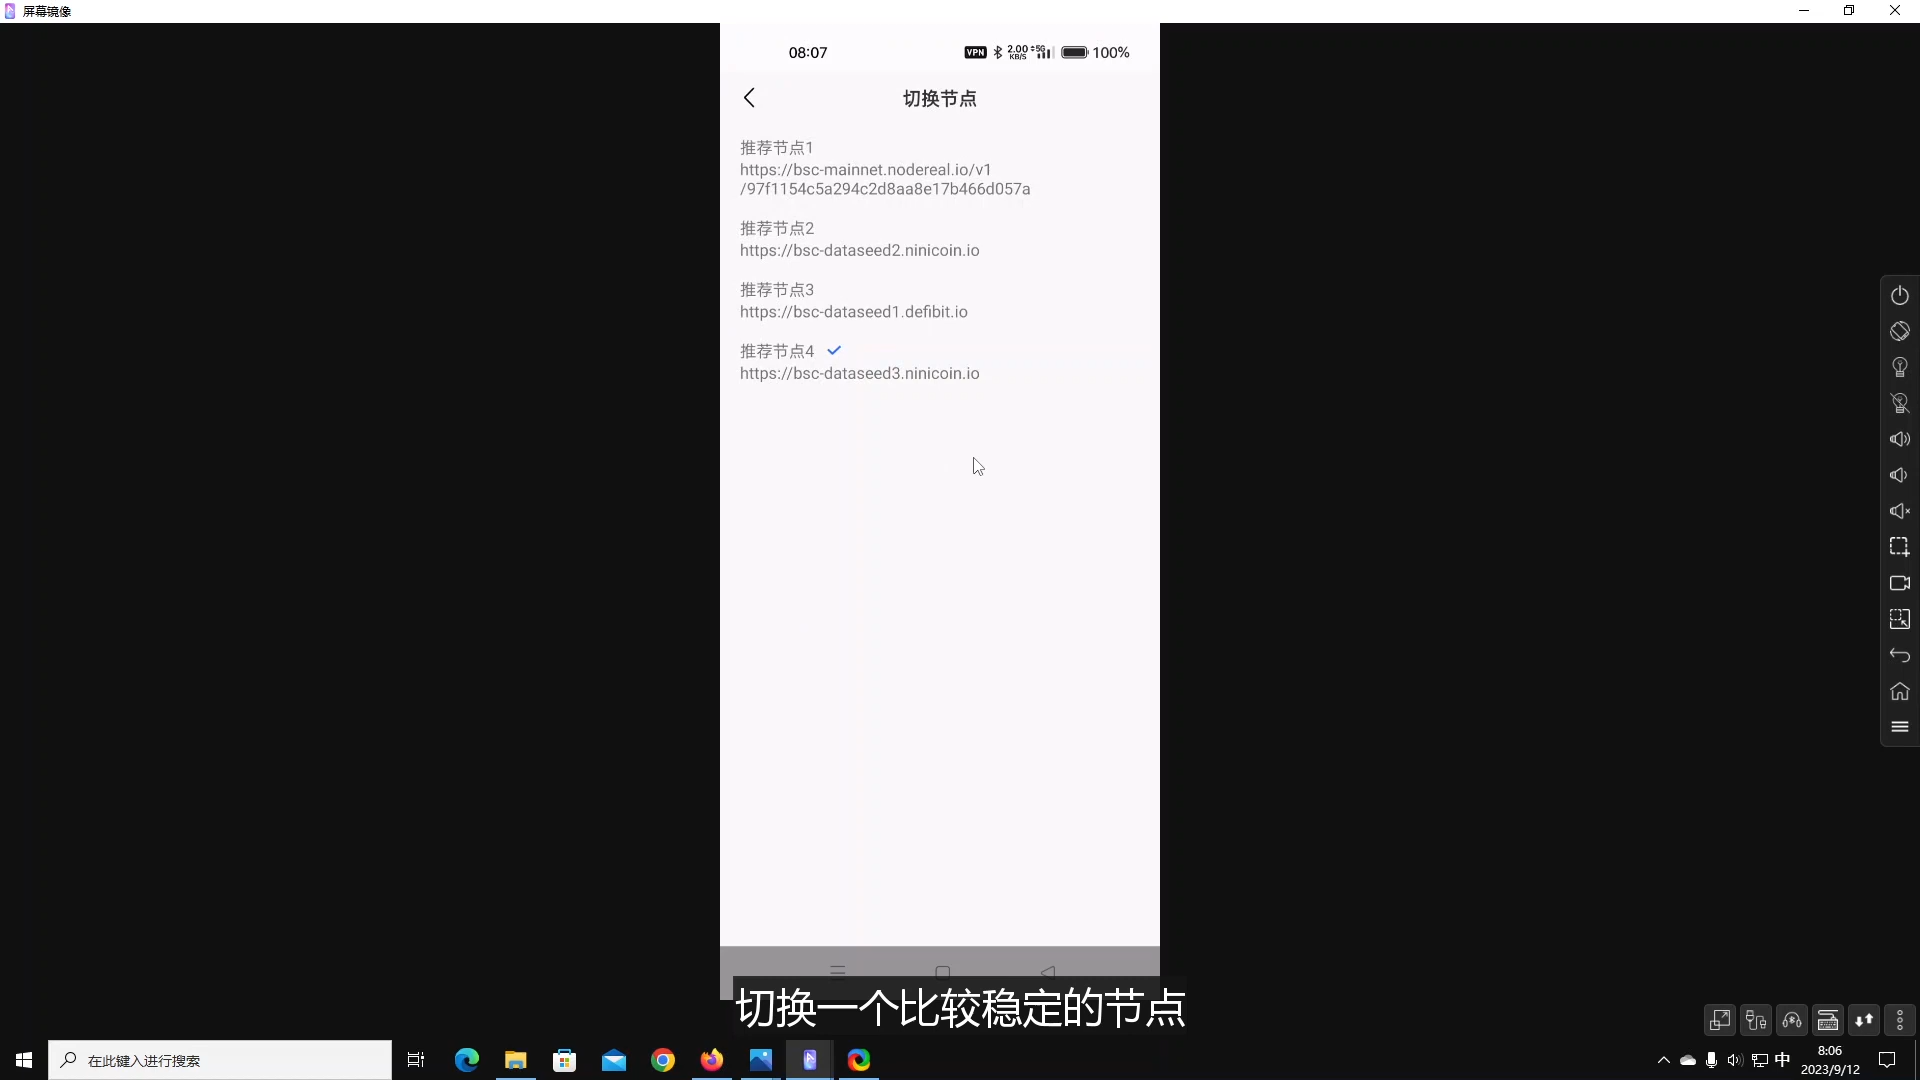 屏幕镜像
08:07
VPN 2.00 KB/S 5G 100%
切换节点
推荐节点1
https://bsc-mainnet.nodereal.io/v1
/97f1154c5a294c2d8aa8e17b466d057a
推荐节点2
https://bsc-dataseed2.ninicoin.io
推荐节点3
https://bsc-dataseed1.defibit.io
推荐节点4
https://bsc-dataseed3.ninicoin.io
切换一个比较稳定的节点
在此键入进行搜索
中
8:06
2023/9/12